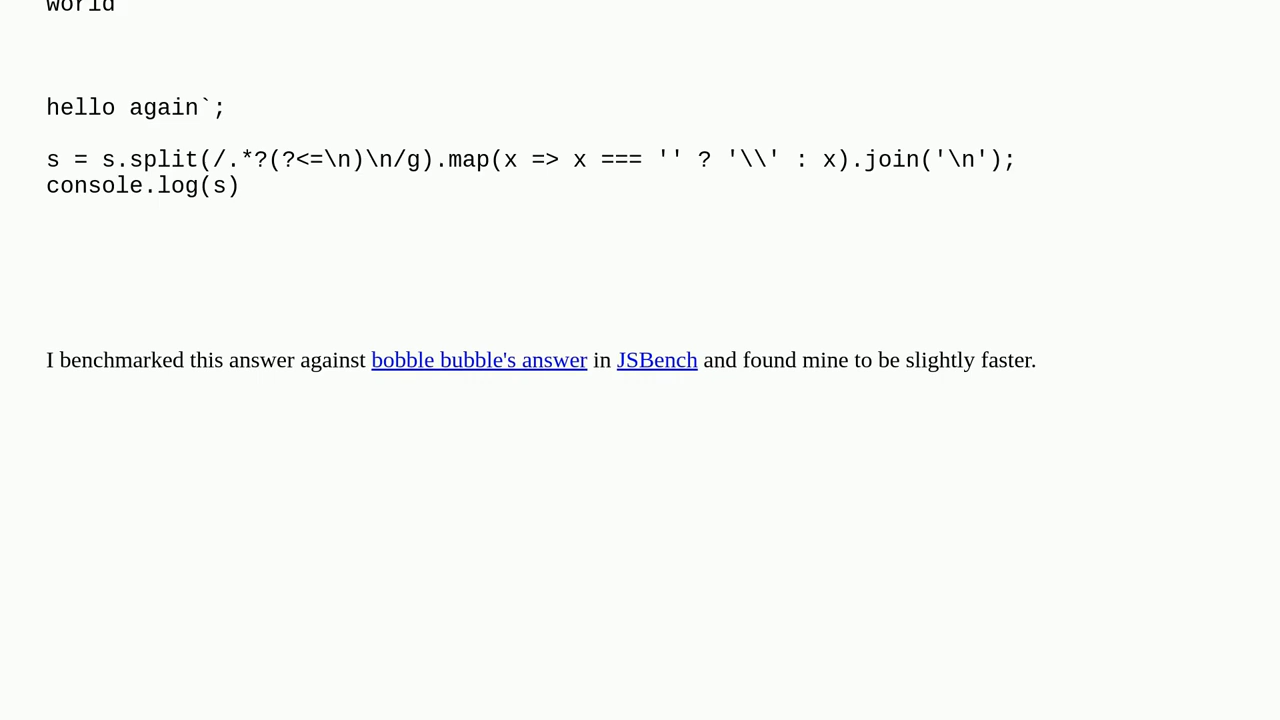 world
hello again`;
s = s.split(/.*?(?<=\n)\n/g).map(x => x === '' ? '\\' : x).join('\n');
console.log(s)
I benchmarked this answer against bobble bubble's answer in JSBench and found mine to be slightly faster.